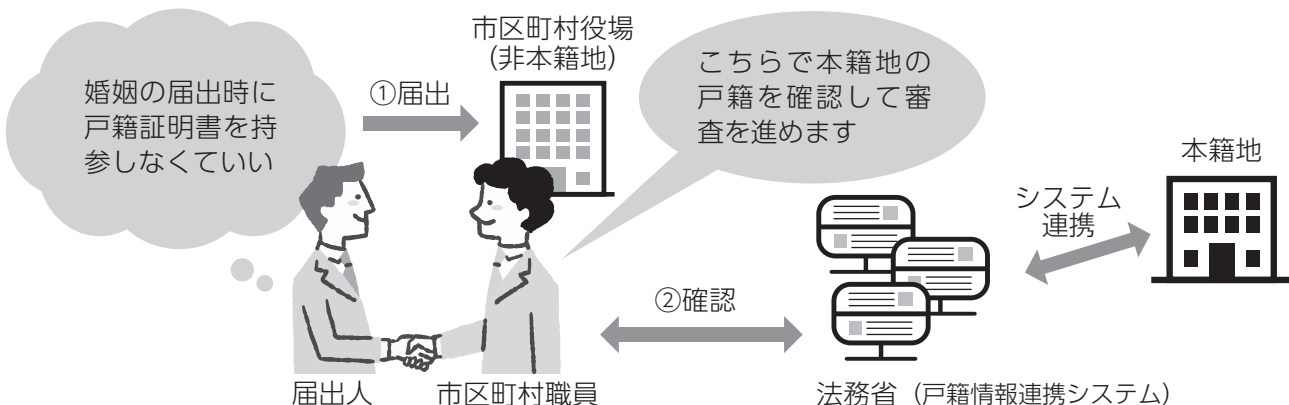 婚姻の届出時に
戸籍証明書を持
参しなくていい
①届出
市区町村役場
(非本籍地)
こちらで本籍地の
戸籍を確認して審
査を進めます
本籍地
システム
連携
②確認
届出人
市区町村職員
法務省（戸籍情報連携システム）